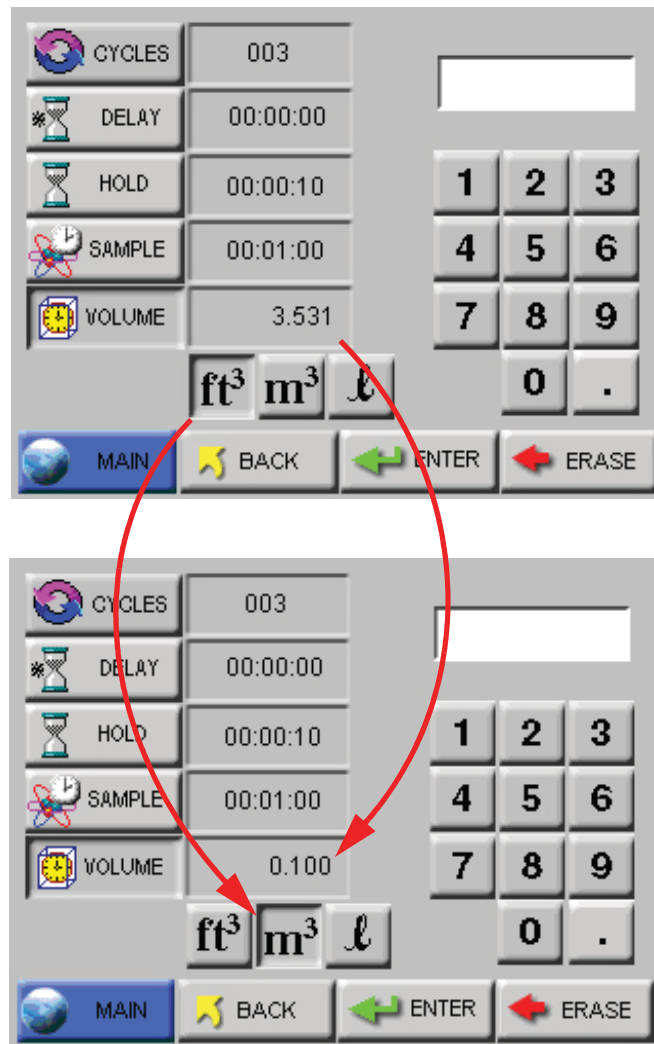 CYCLES 003
DELAY 00:00:00
HOLD 00:00:10
1 2 3
SAMPLE 00:01:00
4 5 6
VOLUME 3.531
7 8 9
ft³ m³ ℓ
0 .
MAIN BACK ENTER ERASE
CYCLES 003
DELAY 00:00:00
HOLD 00:00:10
1 2 3
SAMPLE 00:01:00
4 5 6
VOLUME 0.100
7 8 9
ft³ m³ ℓ
0 .
MAIN BACK ENTER ERASE